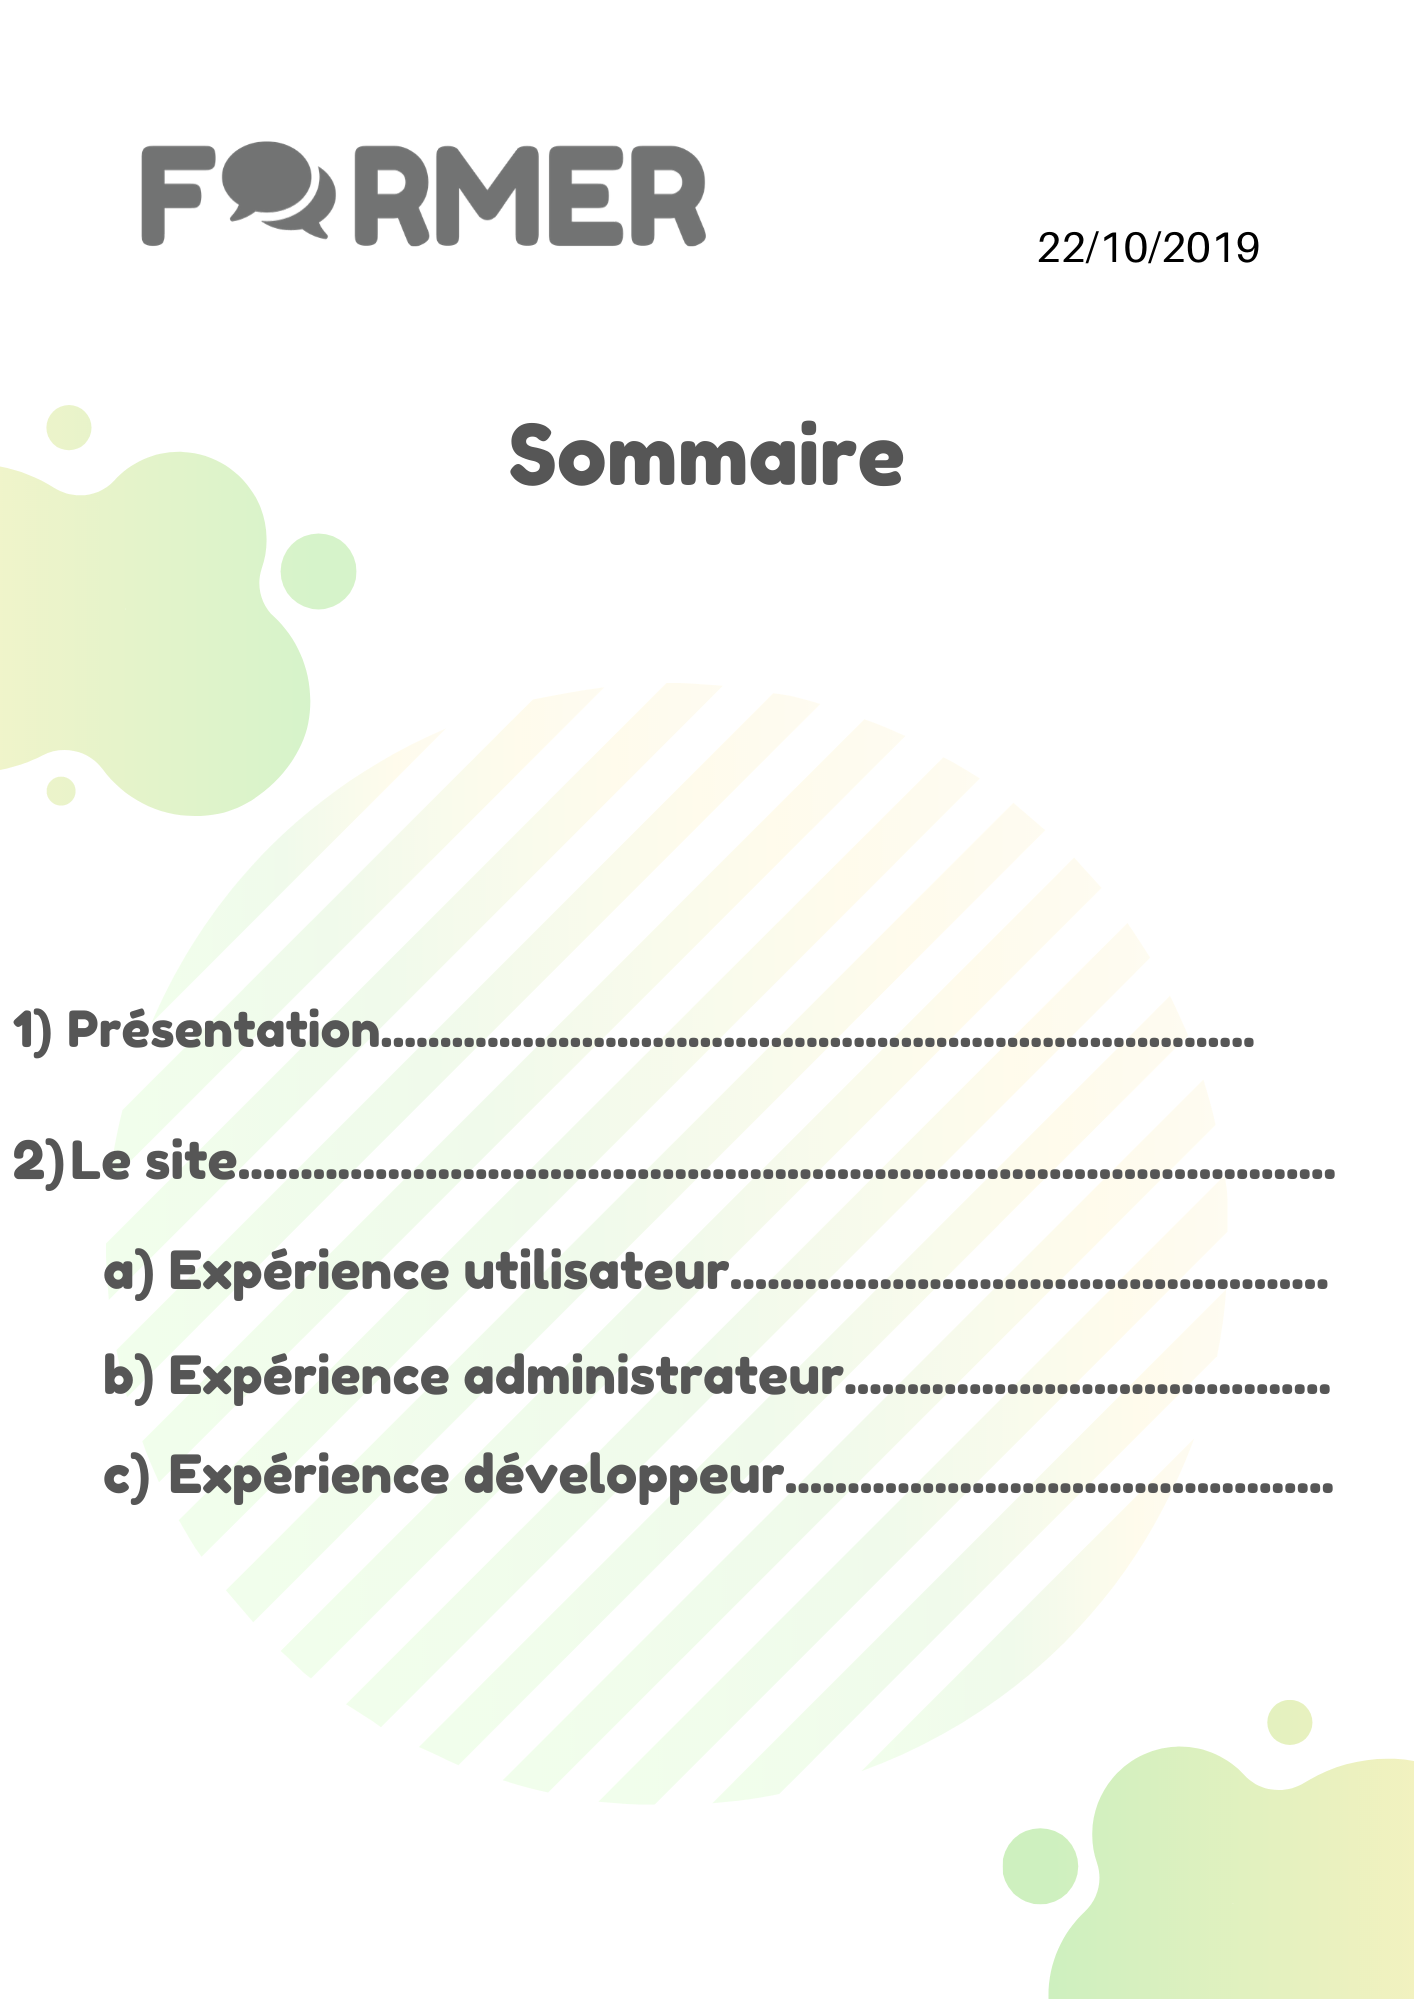 FORMER
22/10/2019
Sommaire
1) Présentation..........................................................................
2) Le site........................................................................................
a) Expérience utilisateur................................................
b) Expérience administrateur.......................................
c) Expérience développeur............................................